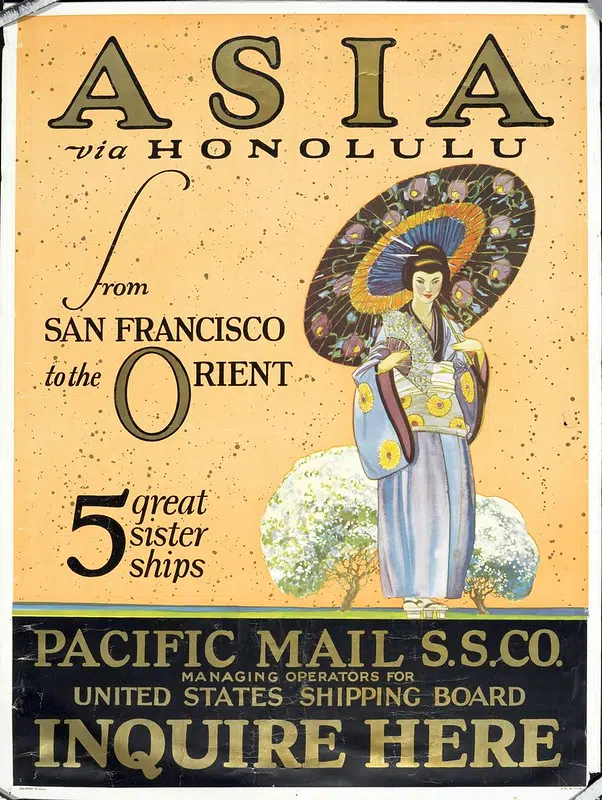 ASIA
via HONOLULU
from
SAN FRANCISCO
to the ORIENT
5 great
sister
ships
PACIFIC MAIL S.S.CO.
MANAGING OPERATORS FOR
UNITED STATES SHIPPING BOARD
INQUIRE HERE